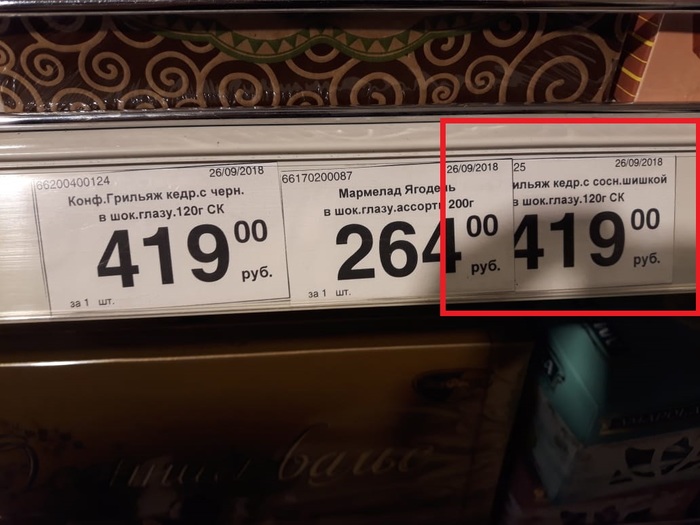 66200400124 26/09/2018
Конф.Грильяж кедр.с черн.
в шок.глазу.120г СК
419 00
руб.
за 1 шт.
66170200087 26/09/2018
Мармелад Ягодень
в шок.глазу.ассорти 200г
264 00
руб.
за 1 шт.
25 26/09/2018
ильяж кедр.с сосн.шишкой
в шок.глазу.120г СК
419 00
руб.